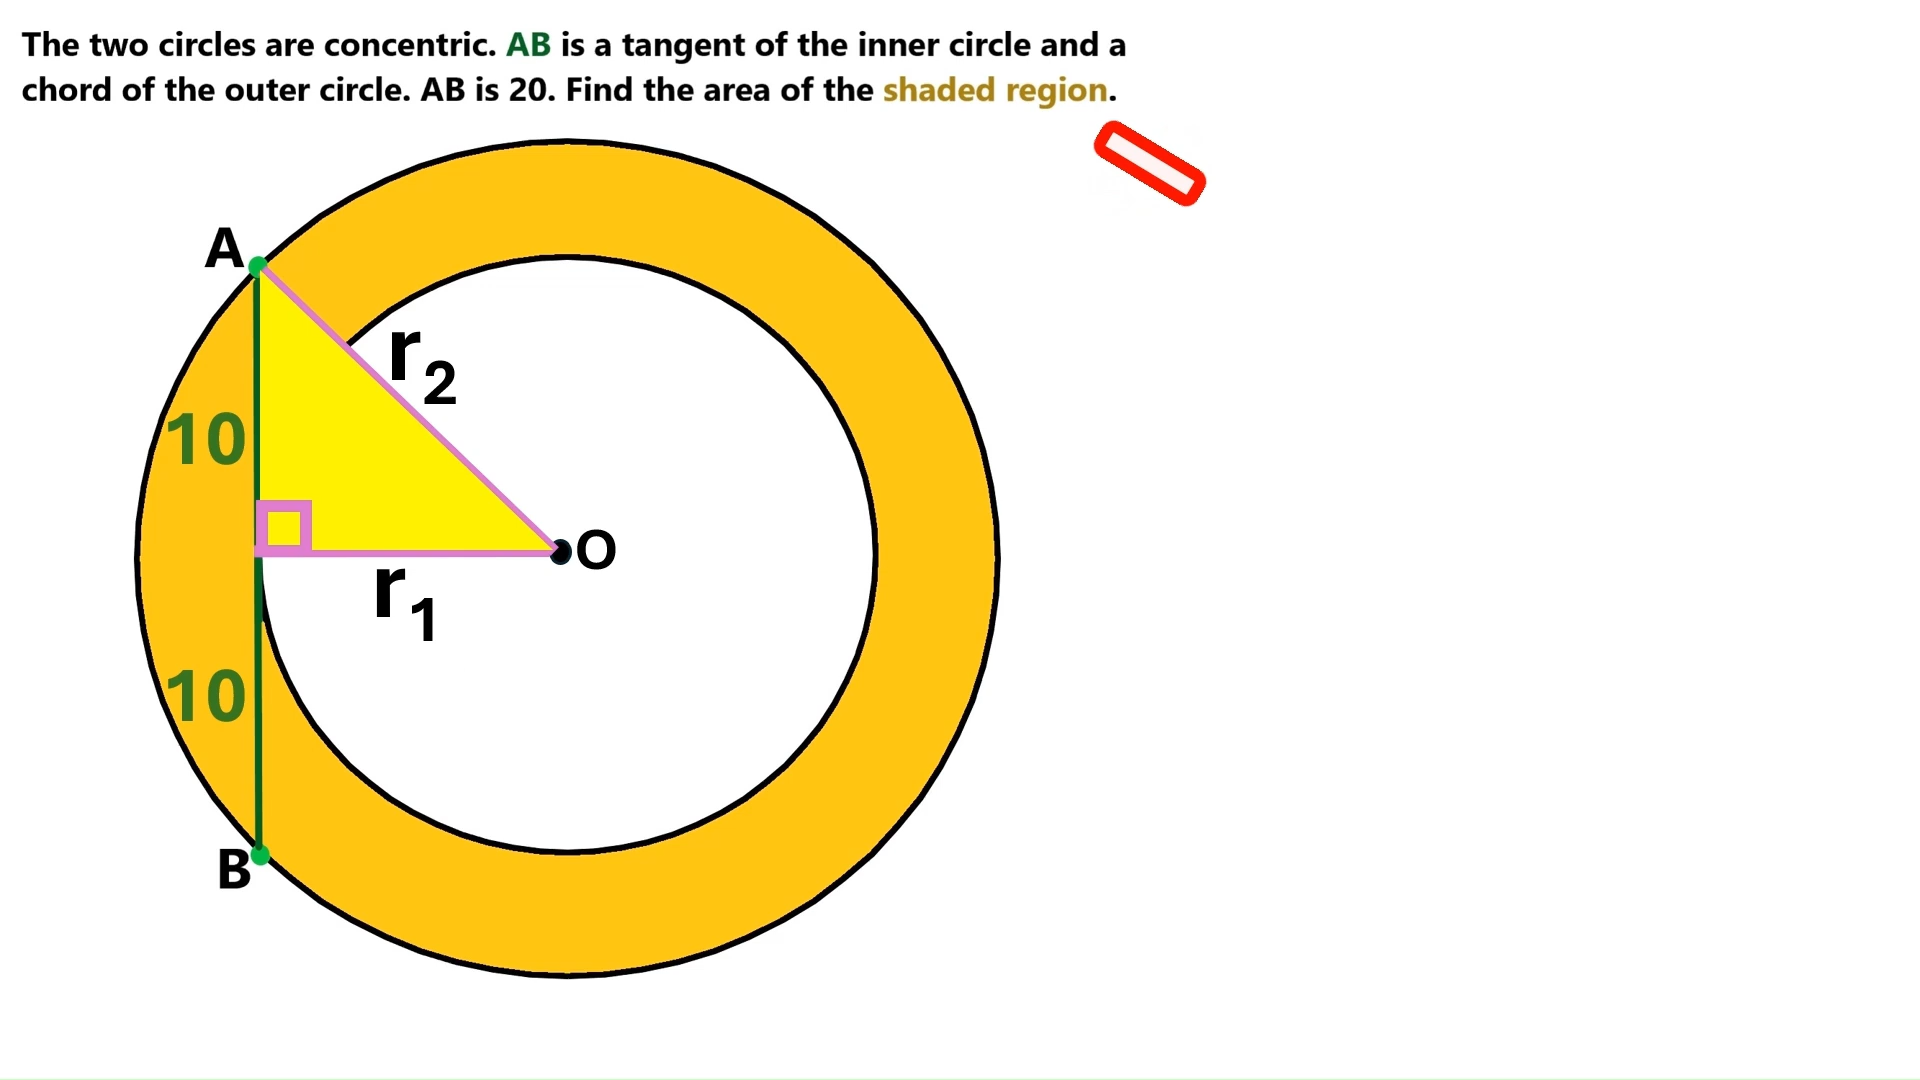 The two circles are concentric. AB is a tangent of the inner circle and a
chord of the outer circle. AB is 20. Find the area of the shaded region.
A
r2
10
O
r1
10
B